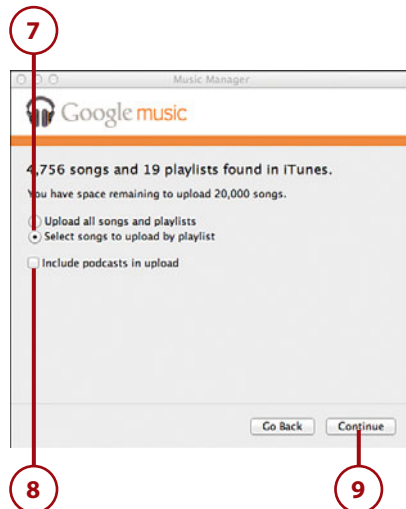 7
Music Manager
Google music
4,756 songs and 19 playlists found in iTunes.
You have space remaining to upload 20,000 songs.
Upload all songs and playlists
Select songs to upload by playlist
Include podcasts in upload
Go Back Continue
8 9